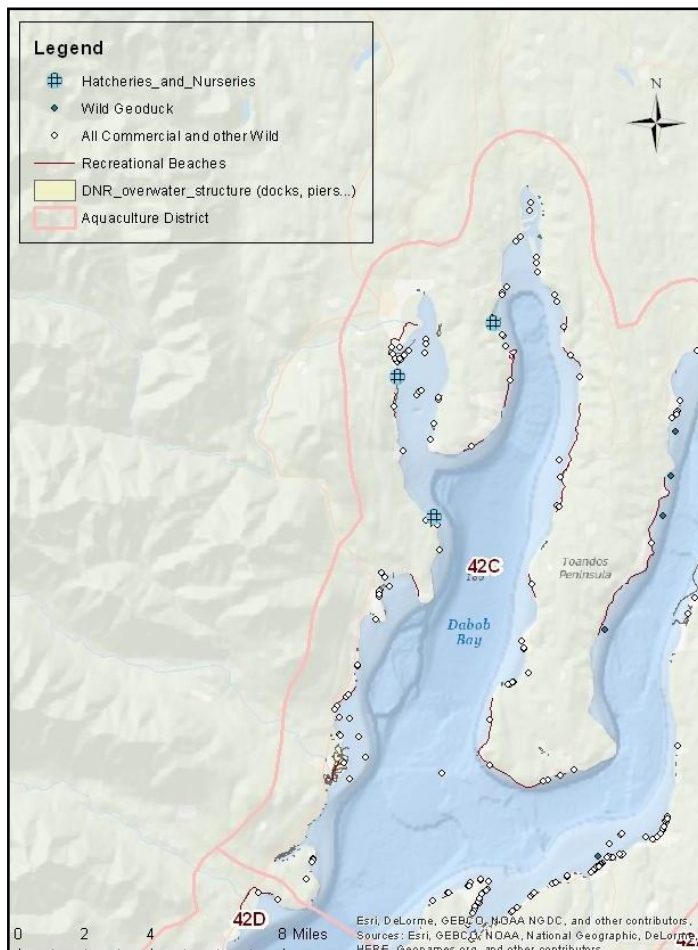 Legend
Hatcheries_and_Nurseries
Wild Geoduck
All Commercial and other Wild
Recreational Beaches
DNR_overwater_structure (docks, piers...)
Aquaculture District
N
42C
Toandos
Peninsula
Dabob
Bay
42D
0 2 4 8 Miles
Esri, DeLorme, GEBCO, NOAA NGDC, and other contributors,
Sources: Esri, GEBCO, NOAA, National Geographic, DeLorme,
HERE, Geonames.org, and other contributors